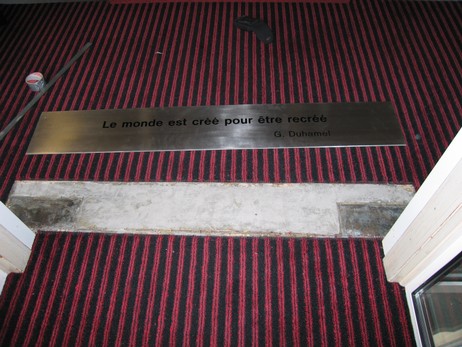 Le monde est créé pour être recréé
G. Duhamel